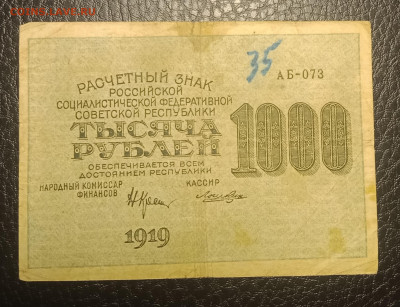 35
АБ-073
РАСЧЕТНЫЙ ЗНАК
РОССИЙСКОЙ
СОЦИАЛИСТИЧЕСКОЙ ФЕДЕРАТИВНОЙ
СОВЕТСКОЙ РЕСПУБЛИКИ
ТЫСЯЧА
РУБЛЕЙ
1000
ОБЕСПЕЧИВАЕТСЯ ВСЕМ
ДОСТОЯНИЕМ РЕСПУБЛИКИ
НАРОДНЫЙ КОМИССАР
ФИНАНСОВ
КАССИР
1919